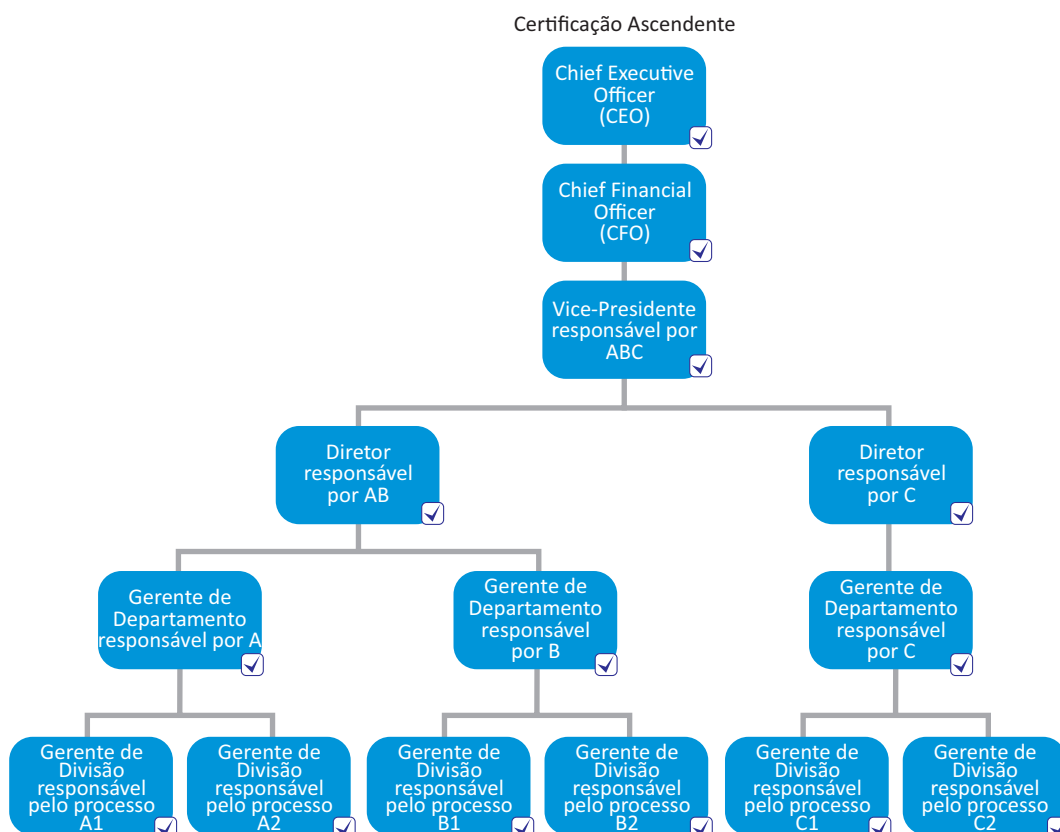 Certificação Ascendente
Chief Executive
Officer
(CEO)
Chief Financial
Officer
(CFO)
Vice-Presidente
responsável por
ABC
Diretor
responsável
por AB
Diretor
responsável
por C
Gerente de
Departamento
responsável por A
Gerente de
Departamento
responsável
por B
Gerente de
Departamento
responsável
por C
Gerente de
Divisão
responsável
pelo processo
A1
Gerente de
Divisão
responsável
pelo processo
A2
Gerente de
Divisão
responsável
pelo processo
B1
Gerente de
Divisão
responsável
pelo processo
B2
Gerente de
Divisão
responsável
pelo processo
C1
Gerente de
Divisão
responsável
pelo processo
C2